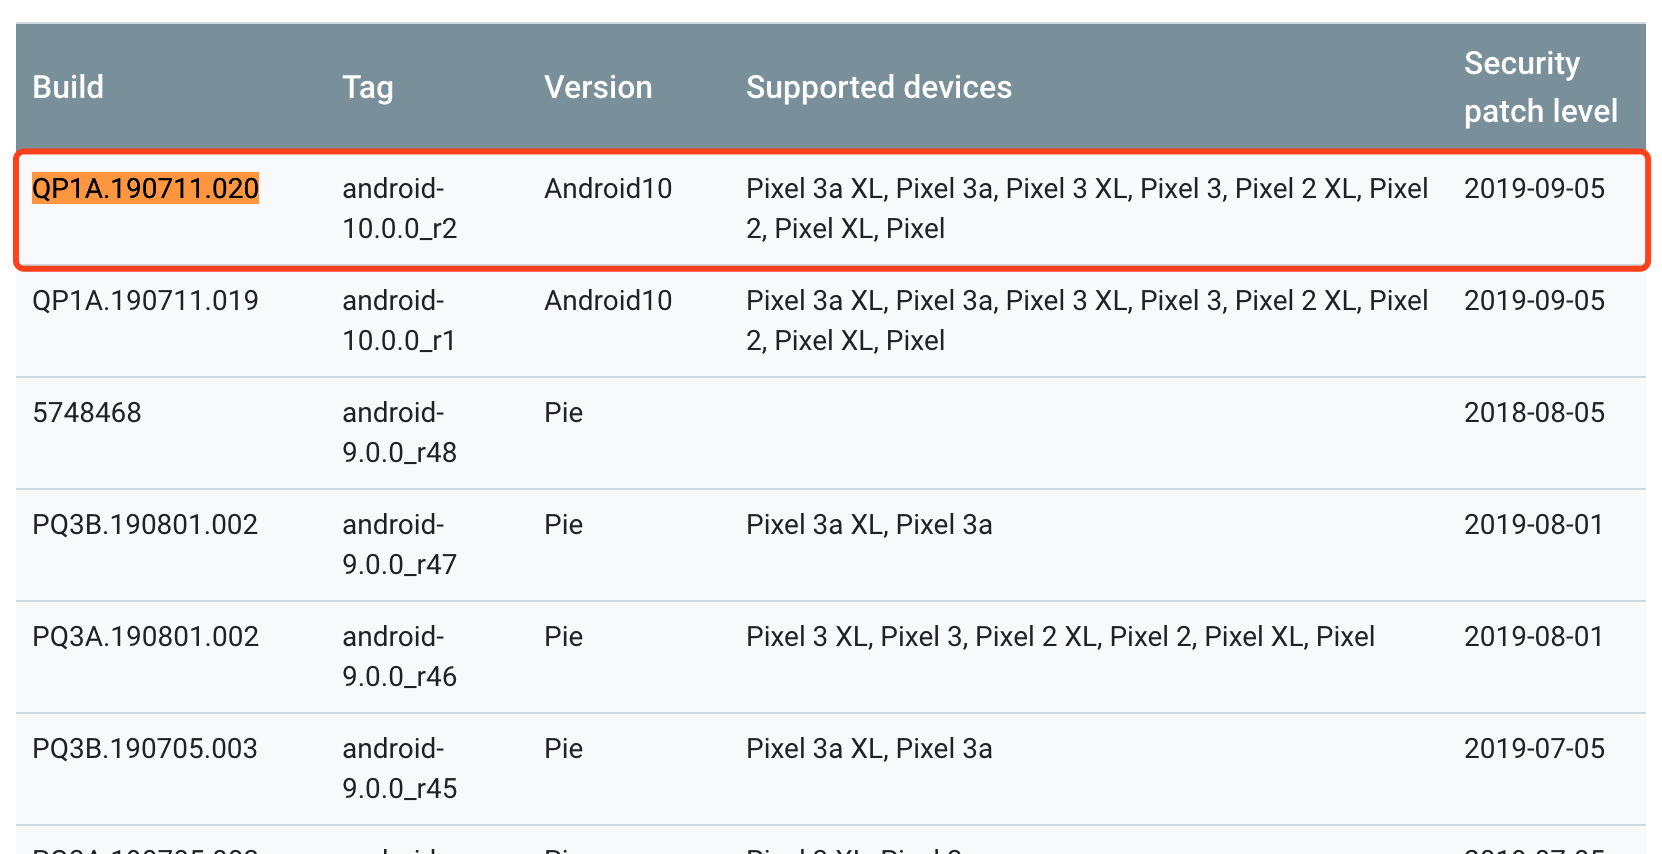 Build Tag Version Supported devices Security patch level
QP1A.190711.020 android- Android10 Pixel 3a XL, Pixel 3a, Pixel 3 XL, Pixel 3, Pixel 2 XL, Pixel 2019-09-05
10.0.0_r2 2, Pixel XL, Pixel
QP1A.190711.019 android- Android10 Pixel 3a XL, Pixel 3a, Pixel 3 XL, Pixel 3, Pixel 2 XL, Pixel 2019-09-05
10.0.0_r1 2, Pixel XL, Pixel
5748468 android- Pie 2018-08-05
9.0.0_r48
PQ3B.190801.002 android- Pie Pixel 3a XL, Pixel 3a 2019-08-01
9.0.0_r47
PQ3A.190801.002 android- Pie Pixel 3 XL, Pixel 3, Pixel 2 XL, Pixel 2, Pixel XL, Pixel 2019-08-01
9.0.0_r46
PQ3B.190705.003 android- Pie Pixel 3a XL, Pixel 3a 2019-07-05
9.0.0_r45